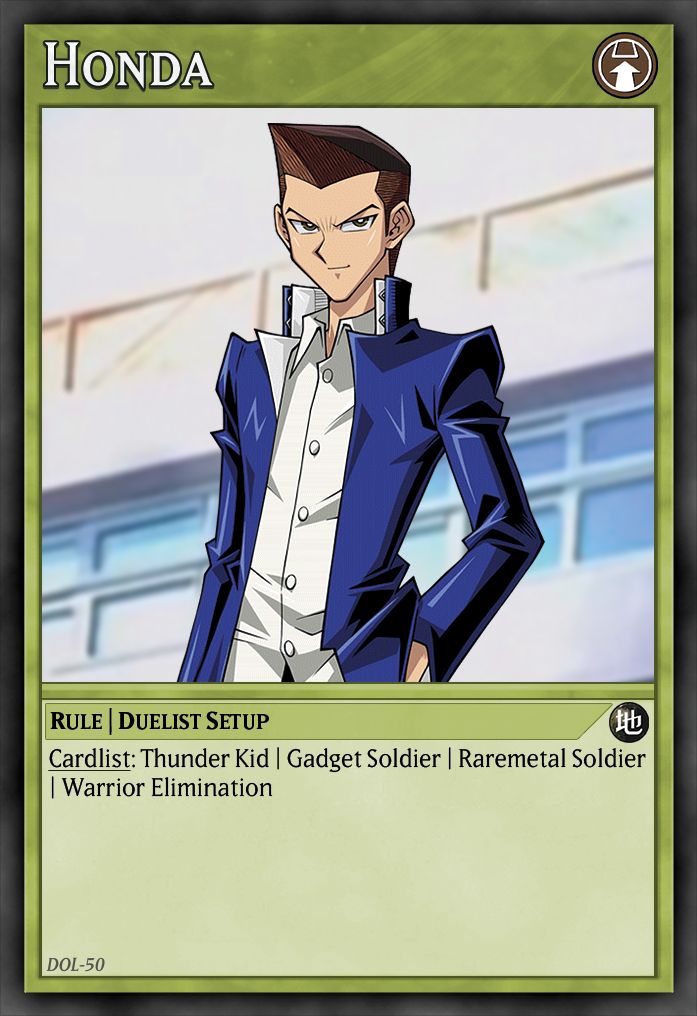 Honda
Rule | Duelist Setup
地
Cardlist: Thunder Kid | Gadget Soldier | Raremetal Soldier
| Warrior Elimination
DOL-50